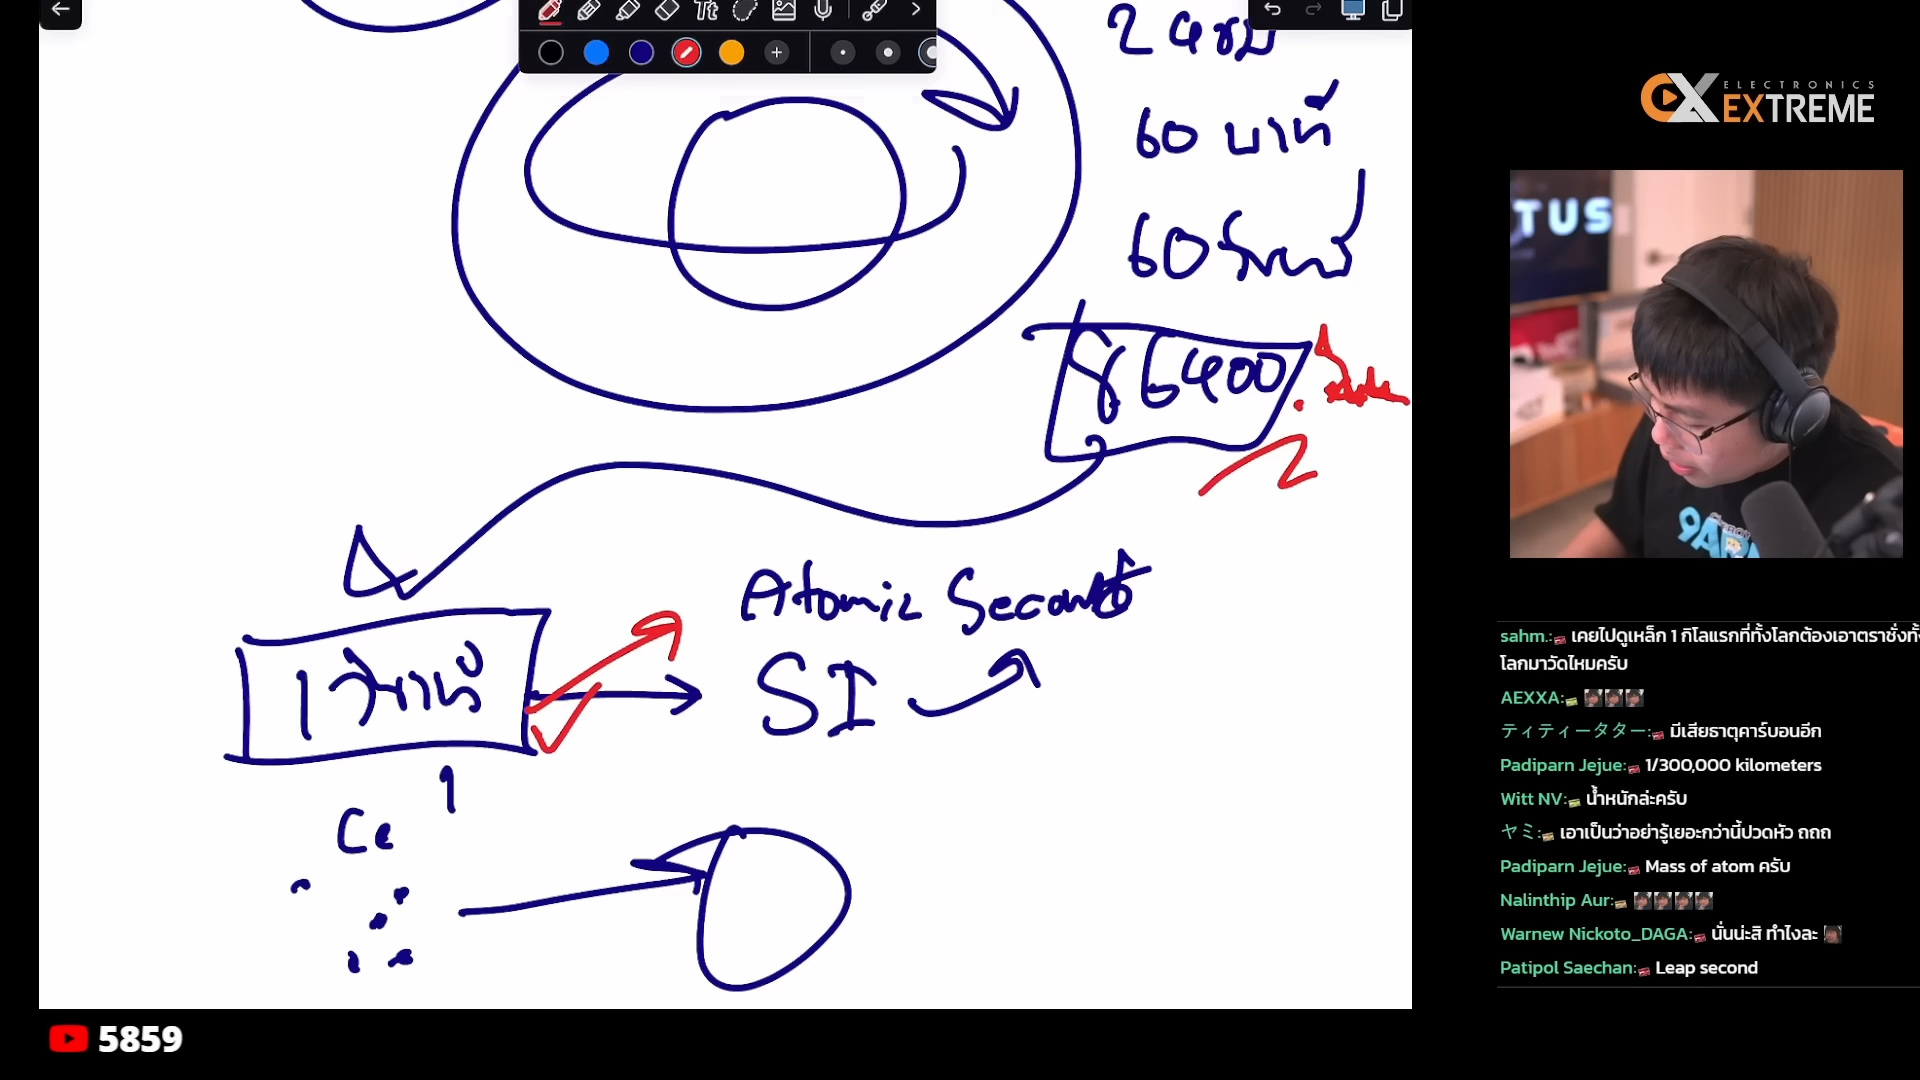 Tt
24 ชม
60 นาที
60 วินาที
86400
Atomic Second
1 วินาที
SI
1
Ce
5859
ELECTRONICS
EXTREME
TUS
9ARM
sahm.: เคยไปดูเหล็ก 1 กิโลแรกที่ทั้งโลกต้องเอาตราชั่งทั้ง
โลกมาวัดไหมครับ
AEXXA:
ティティータター: มีเสียธาตุคาร์บอนอีก
Padiparn Jejue: 1/300,000 kilometers
Witt NV: น้ำหนักล่ะครับ
ヤミ: เอาเป็นว่าอย่ารู้เยอะกว่านี้ปวดหัว ถถถ
Padiparn Jejue: Mass of atom ครับ
Nalinthip Aur:
Warnew Nickoto_DAGA: นั่นน่ะสิ ทำไงละ
Patipol Saechan: Leap second